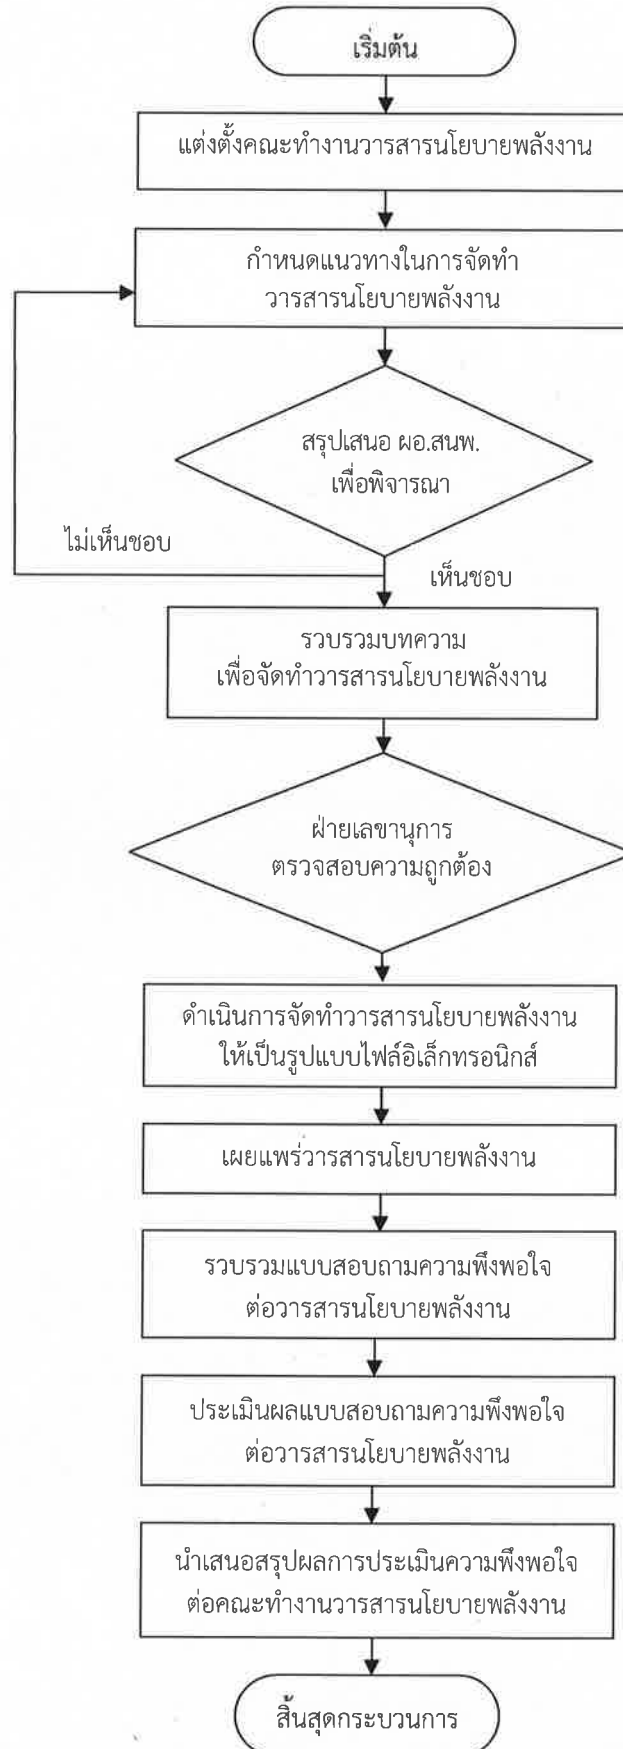 เริ่มต้น
แต่งตั้งคณะทำงานวารสารนโยบายพลังงาน
กำหนดแนวทางในการจัดทำ
วารสารนโยบายพลังงาน
สรุปเสนอ ผอ.สนพ.
เพื่อพิจารณา
ไม่เห็นชอบ
เห็นชอบ
รวบรวมบทความ
เพื่อจัดทำวารสารนโยบายพลังงาน
ฝ่ายเลขานุการ
ตรวจสอบความถูกต้อง
ดำเนินการจัดทำวารสารนโยบายพลังงาน
ให้เป็นรูปแบบไฟล์อิเล็กทรอนิกส์
เผยแพร่วารสารนโยบายพลังงาน
รวบรวมแบบสอบถามความพึงพอใจ
ต่อวารสารนโยบายพลังงาน
ประเมินผลแบบสอบถามความพึงพอใจ
ต่อวารสารนโยบายพลังงาน
นำเสนอสรุปผลการประเมินความพึงพอใจ
ต่อคณะทำงานวารสารนโยบายพลังงาน
สิ้นสุดกระบวนการ